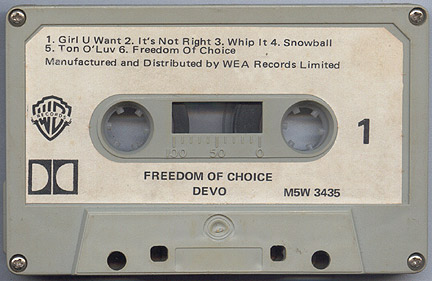 1. Girl U Want 2. It's Not Right 3. Whip It 4. Snowball
5. Ton O'Luv 6. Freedom Of Choice
Manufactured and Distributed by WEA Records Limited
RECORDS
1
100 50 0
FREEDOM OF CHOICE
DEVO M5W 3435